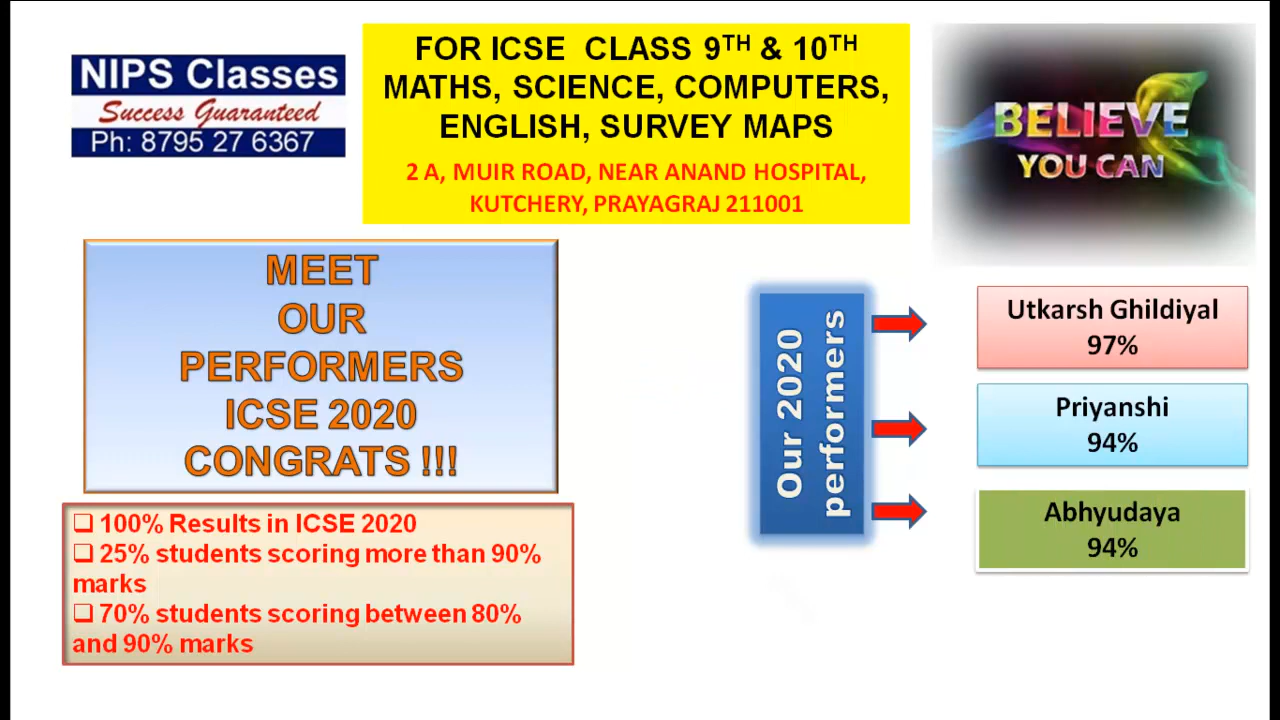 NIPS Classes
Success Guaranteed
Ph: 8795 27 6367
FOR ICSE CLASS 9TH & 10TH
MATHS, SCIENCE, COMPUTERS,
ENGLISH, SURVEY MAPS
2 A, MUIR ROAD, NEAR ANAND HOSPITAL,
KUTCHERY, PRAYAGRAJ 211001
BELIEVE
YOU CAN
MEET
OUR
PERFORMERS
ICSE 2020
CONGRATS !!!
❑ 100% Results in ICSE 2020
❑ 25% students scoring more than 90%
marks
❑ 70% students scoring between 80%
and 90% marks
Our 2020
performers
Utkarsh Ghildiyal
97%
Priyanshi
94%
Abhyudaya
94%